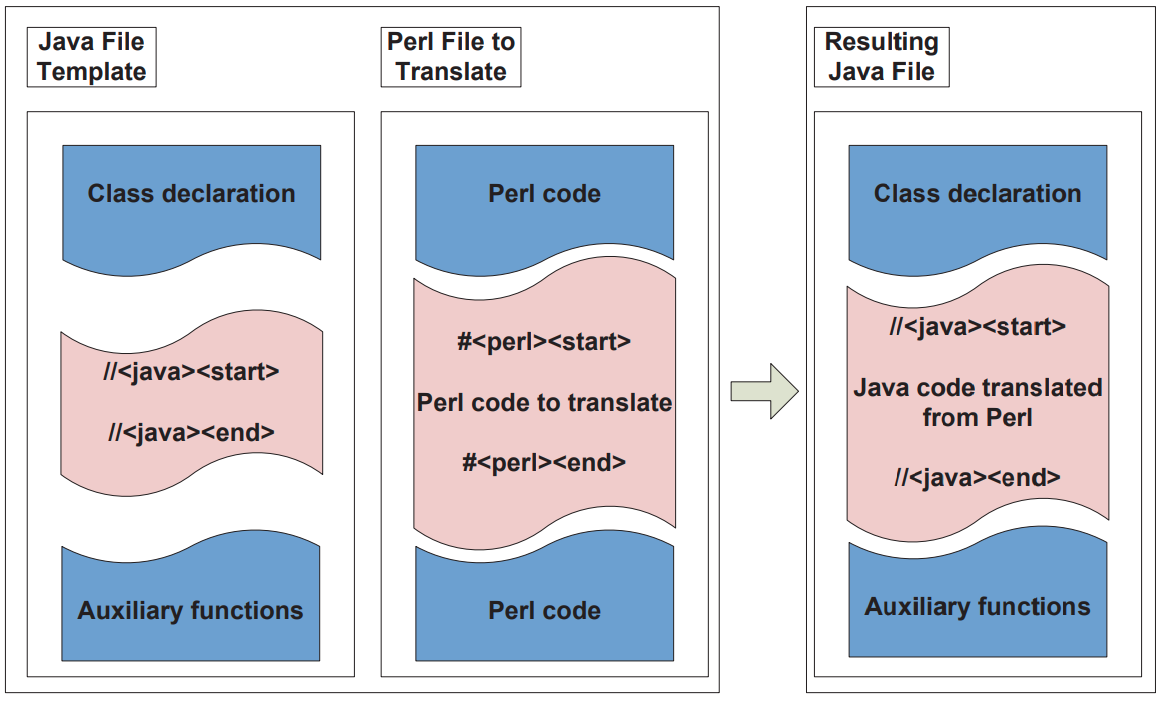 Java File
Template
Class declaration
//<java><start>
//<java><end>
Auxiliary functions
Perl File to
Translate
Perl code
#<perl><start>
Perl code to translate
#<perl><end>
Perl code
Resulting
Java File
Class declaration
//<java><start>
Java code translated
from Perl
//<java><end>
Auxiliary functions